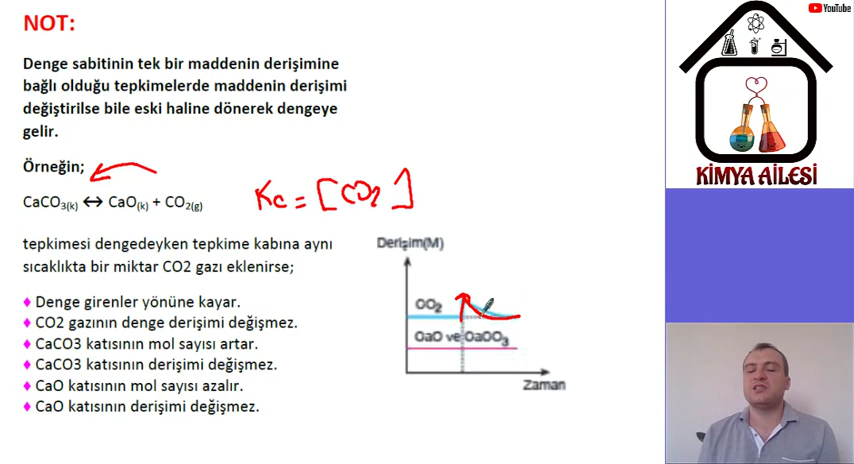 NOT:
Denge sabitinin tek bir maddenin derişimine
bağlı olduğu tepkimelerde maddenin derişimi
değiştirilse bile eski haline dönerek dengeye
gelir.
Örneğin;
CaCO3(k) ↔ CaO(k) + CO2(g)
Kc = [CO2]
tepkimesi dengedeyken tepkime kabına aynı
sıcaklıkta bir miktar CO2 gazı eklenirse;
♦ Denge girenler yönüne kayar.
♦ CO2 gazının denge derişimi değişmez.
♦ CaCO3 katısının mol sayısı artar.
♦ CaCO3 katısının derişimi değişmez.
♦ CaO katısının mol sayısı azalır.
♦ CaO katısının derişimi değişmez.
Derişim(M)
CO2
CaO ve CaCO3
Zaman
YouTube
KİMYA AİLESİ